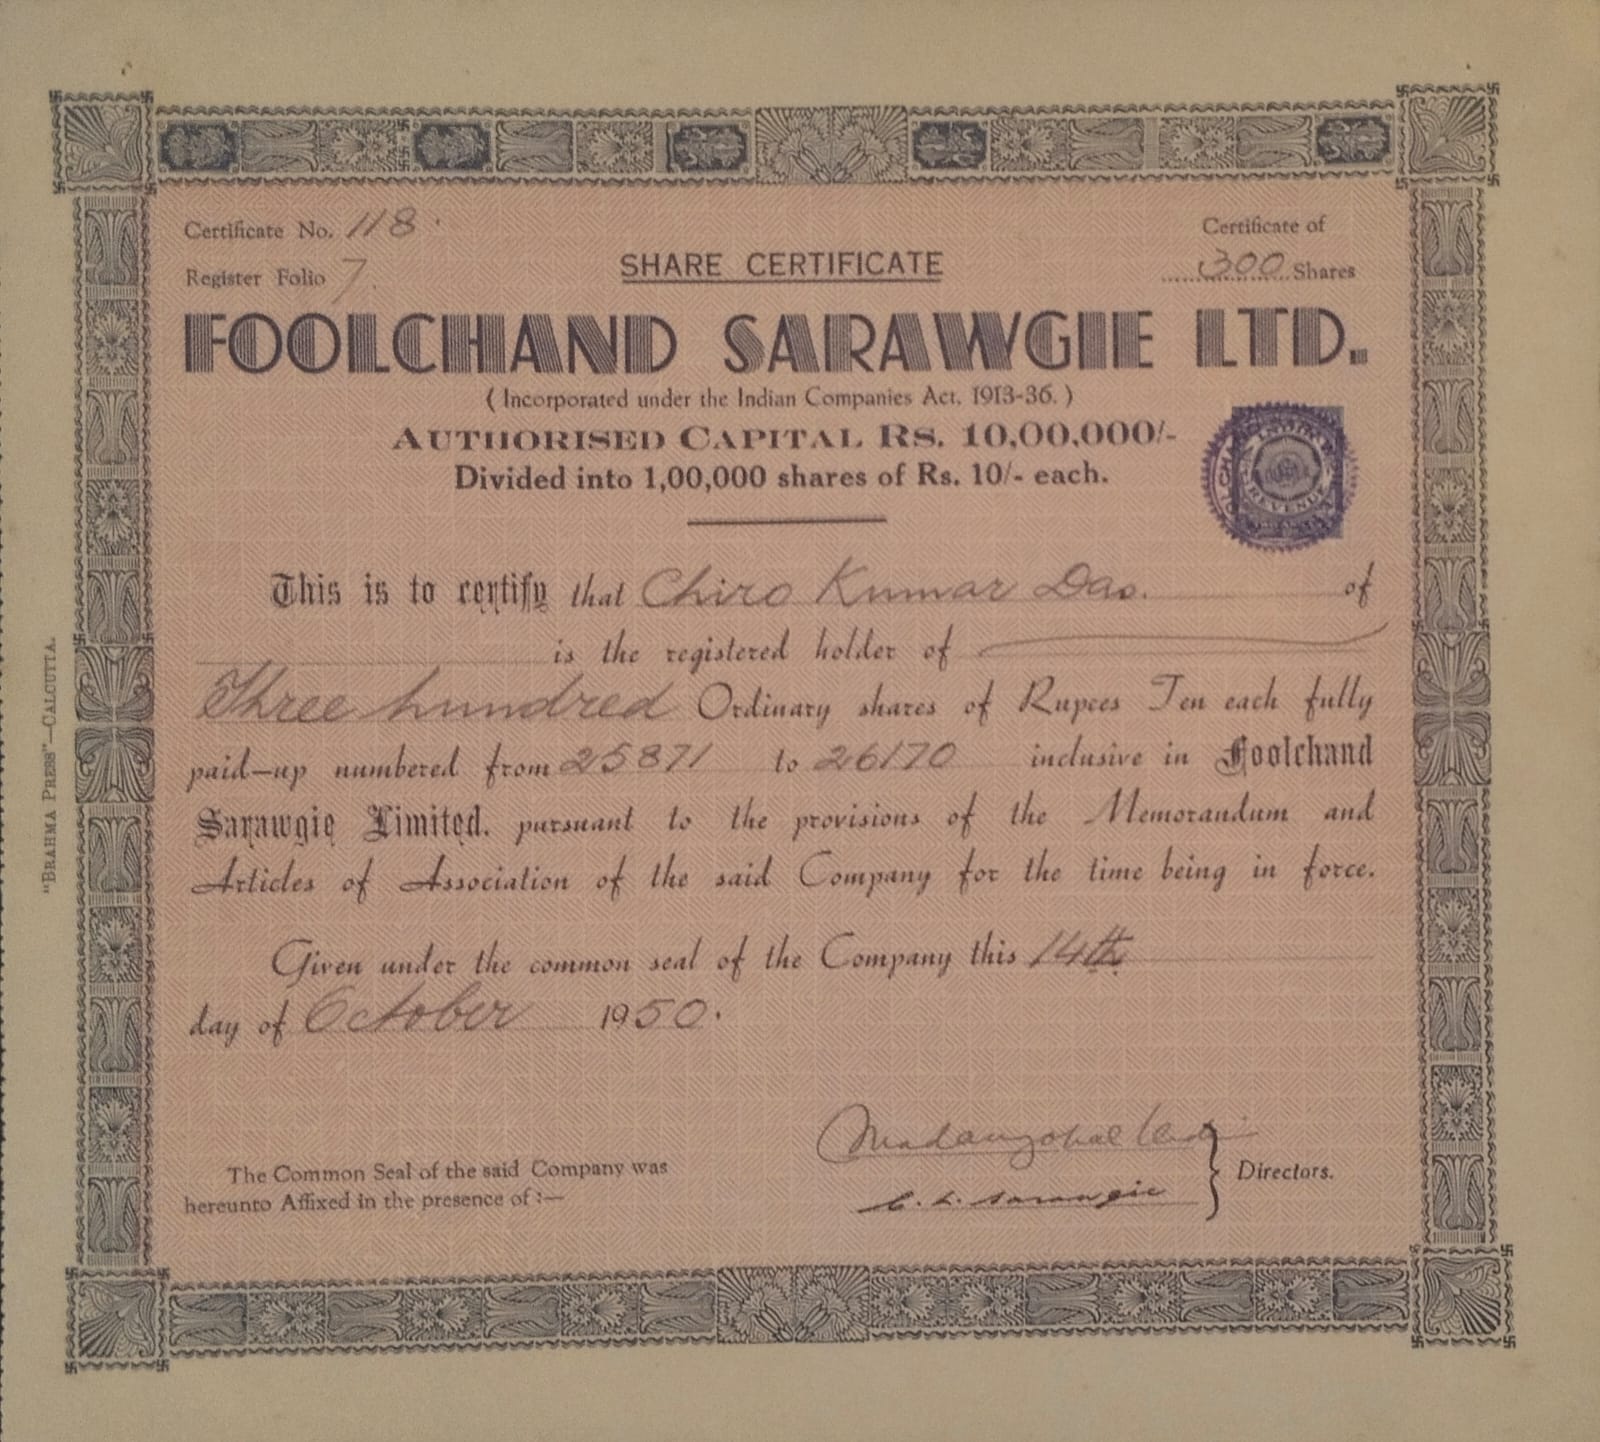 Certificate No. 118.
Certificate of
Register Folio 7.
300 Shares
SHARE CERTIFICATE
FOOLCHAND SARAWGIE LTD.
( Incorporated under the Indian Companies Act. 1913-36. )
AUTHORISED CAPITAL RS. 10,00,000/-
Divided into 1,00,000 shares of Rs. 10/- each.
REVENUE
This is to certify that Chiro Kumar Das. of
is the registered holder of
Three hundred Ordinary shares of Rupees Ten each fully
paid-up numbered from 25871 to 26170 inclusive in Foolchand
Sarawgie Limited. pursuant to the provisions of the Memorandum and
Articles of Association of the said Company for the time being in force.
Given under the common seal of the Company this 14th
day of October 1950.
Madangopal
The Common Seal of the said Company was
hereunto Affixed in the presence of :—
Directors.
C. L. Sarawgie
"BRAHMA PRESS"—CALCUTTA.